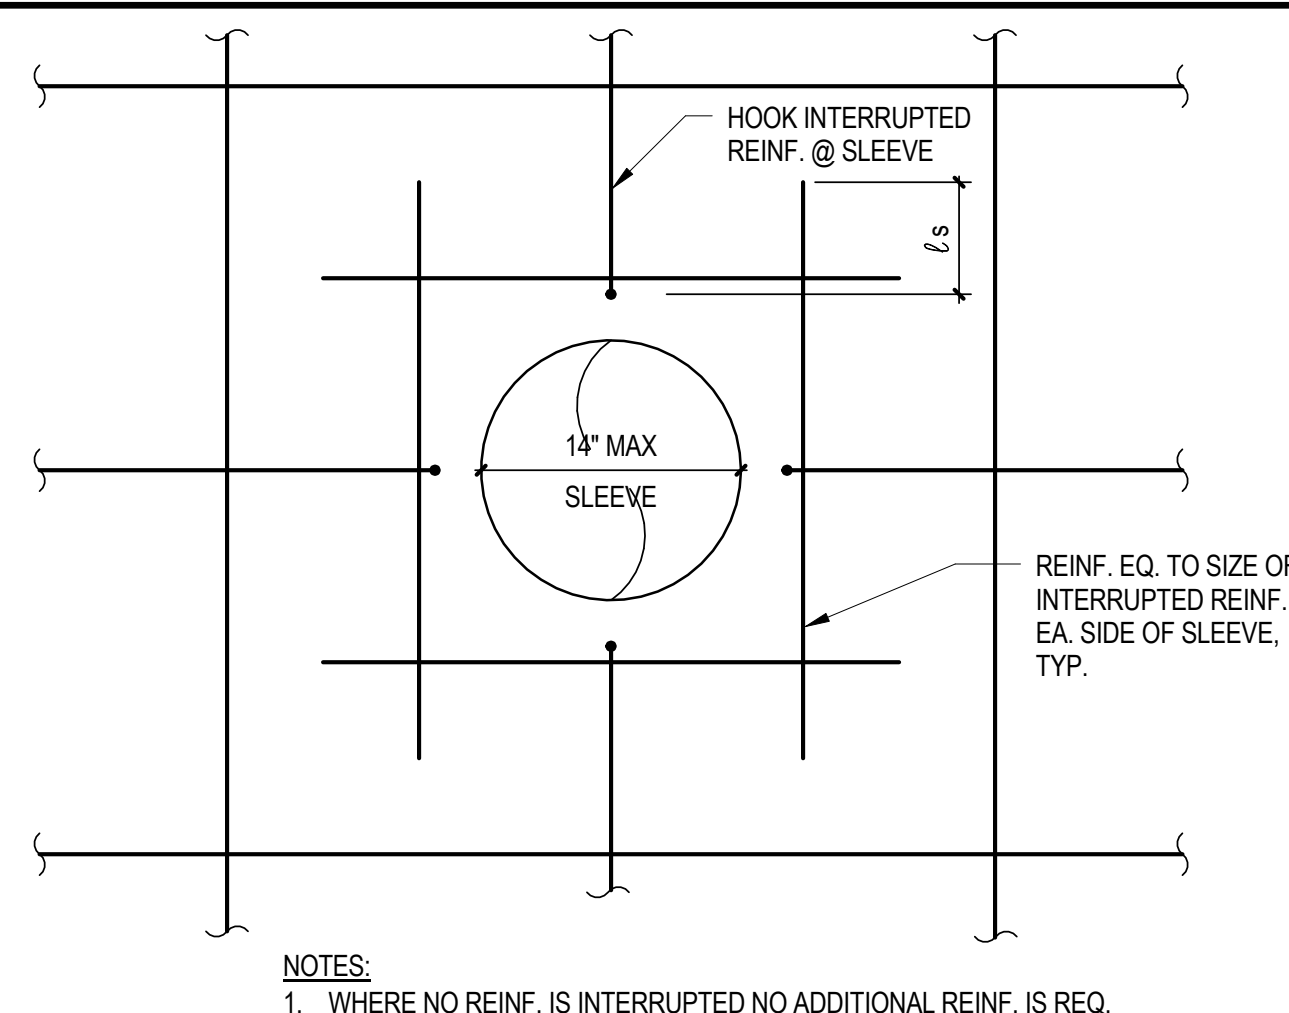 HOOK INTERRUPTED
REINF. @ SLEEVE
ℓs
14" MAX
SLEEVE
REINF. EQ. TO SIZE OF
INTERRUPTED REINF.
EA. SIDE OF SLEEVE,
TYP.
NOTES:
1. WHERE NO REINF. IS INTERRUPTED NO ADDITIONAL REINF. IS REQ.